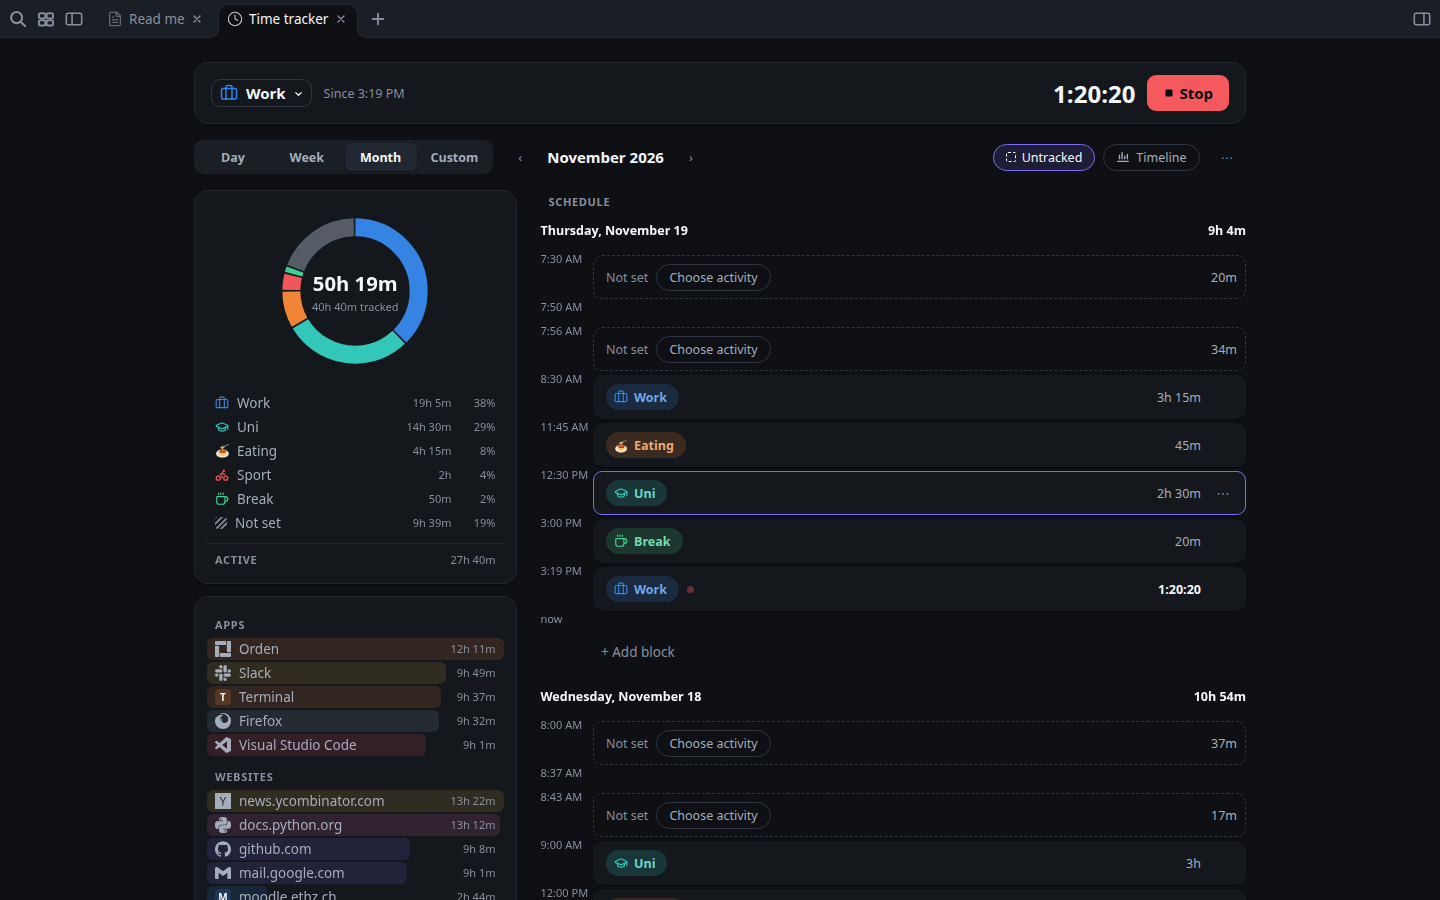 Read me
Time tracker
Work
Since 3:19 PM
1:20:20
Stop
Day
Week
Month
Custom
November 2026
Untracked
Timeline
50h 19m
40h 40m tracked
Work 19h 5m 38%
Uni 14h 30m 29%
Eating 4h 15m 8%
Sport 2h 4%
Break 50m 2%
Not set 9h 39m 19%
ACTIVE 27h 40m
APPS
Orden 12h 11m
Slack 9h 49m
T Terminal 9h 37m
Firefox 9h 32m
Visual Studio Code 9h 1m
WEBSITES
Y news.ycombinator.com 13h 22m
docs.python.org 13h 12m
github.com 9h 8m
mail.google.com 9h 1m
M moodle.ethz.ch 2h 44m
SCHEDULE
Thursday, November 19 9h 4m
7:30 AM
Not set Choose activity 20m
7:50 AM
7:56 AM
Not set Choose activity 34m
8:30 AM
Work 3h 15m
11:45 AM
Eating 45m
12:30 PM
Uni 2h 30m ···
3:00 PM
Break 20m
3:19 PM
Work 1:20:20
now
+ Add block
Wednesday, November 18 10h 54m
8:00 AM
Not set Choose activity 37m
8:37 AM
8:43 AM
Not set Choose activity 17m
9:00 AM
Uni 3h
12:00 PM